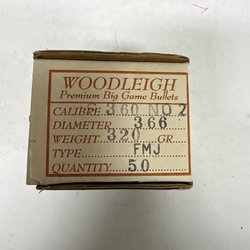 WOODLEIGH
Premium Big Game Bullets
CALIBRE 360 NO 2
DIAMETER 366
WEIGHT 320 GR.
TYPE FMJ
QUANTITY 50